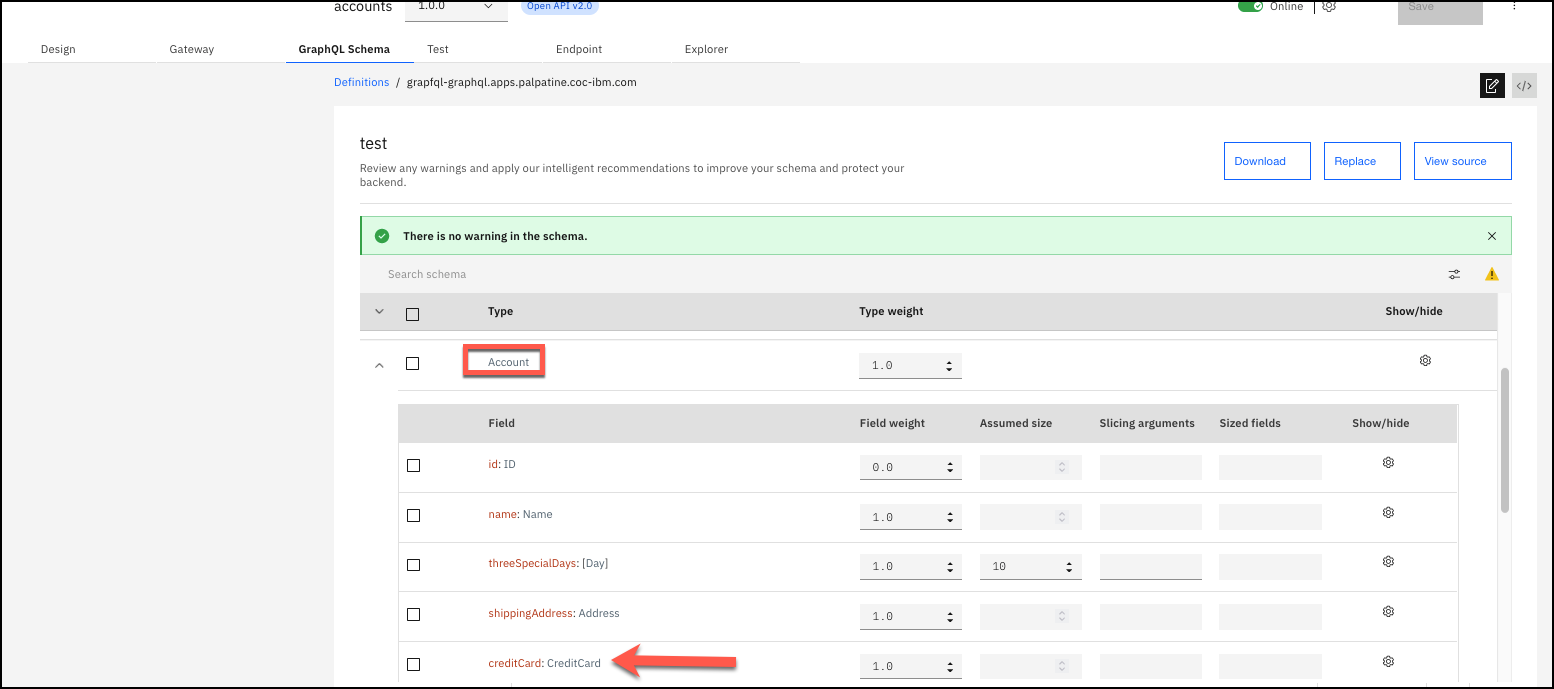 accounts 1.0.0 Open API v2.0 Online Save
Design Gateway GraphQL Schema Test Endpoint Explorer
Definitions / grapfql-graphql.apps.palpatine.coc-ibm.com </>
test
Review any warnings and apply our intelligent recommendations to improve your schema and protect your
backend.
Download Replace View source
There is no warning in the schema.
Search schema
Type Type weight Show/hide
Account 1.0
Field Field weight Assumed size Slicing arguments Sized fields Show/hide
id: ID 0.0
name: Name 1.0
threeSpecialDays: [Day] 1.0 10
shippingAddress: Address 1.0
creditCard: CreditCard 1.0